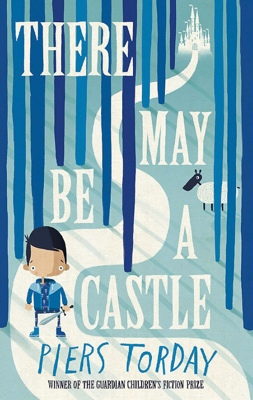 THERE
MAY
BE
A
CASTLE
PIERS TORDAY
WINNER OF THE GUARDIAN CHILDREN'S FICTION PRIZE